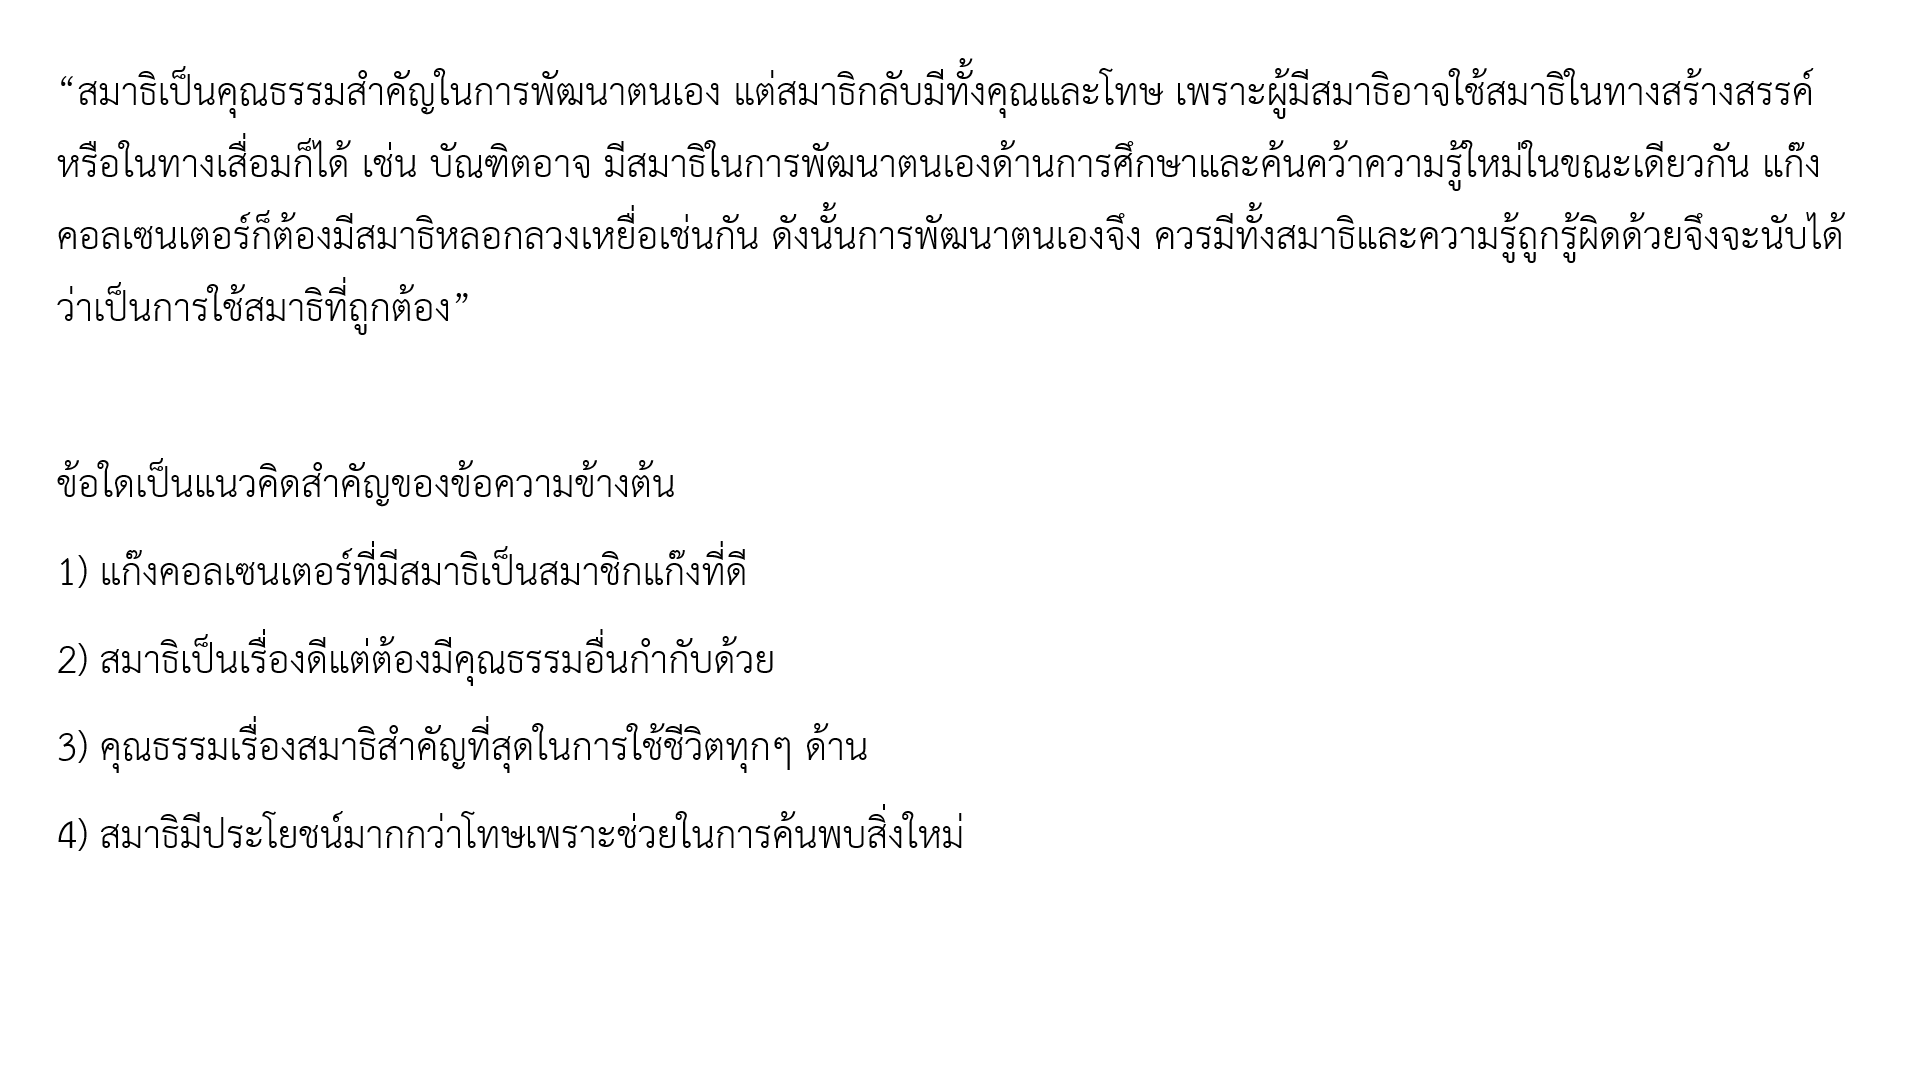 “สมาธิเป็นคุณธรรมสำคัญในการพัฒนาตนเอง แต่สมาธิกลับมีทั้งคุณและโทษ เพราะผู้มีสมาธิอาจใช้สมาธิในทางสร้างสรรค์
หรือในทางเสื่อมก็ได้ เช่น บัณฑิตอาจ มีสมาธิในการพัฒนาตนเองด้านการศึกษาและค้นคว้าความรู้ใหม่ในขณะเดียวกัน แก๊ง
คอลเซนเตอร์ก็ต้องมีสมาธิหลอกลวงเหยื่อเช่นกัน ดังนั้นการพัฒนาตนเองจึง ควรมีทั้งสมาธิและความรู้ถูกรู้ผิดด้วยจึงจะนับได้
ว่าเป็นการใช้สมาธิที่ถูกต้อง”
ข้อใดเป็นแนวคิดสำคัญของข้อความข้างต้น
1) แก๊งคอลเซนเตอร์ที่มีสมาธิเป็นสมาชิกแก๊งที่ดี
2) สมาธิเป็นเรื่องดีแต่ต้องมีคุณธรรมอื่นกำกับด้วย
3) คุณธรรมเรื่องสมาธิสำคัญที่สุดในการใช้ชีวิตทุกๆ ด้าน
4) สมาธิมีประโยชน์มากกว่าโทษเพราะช่วยในการค้นพบสิ่งใหม่